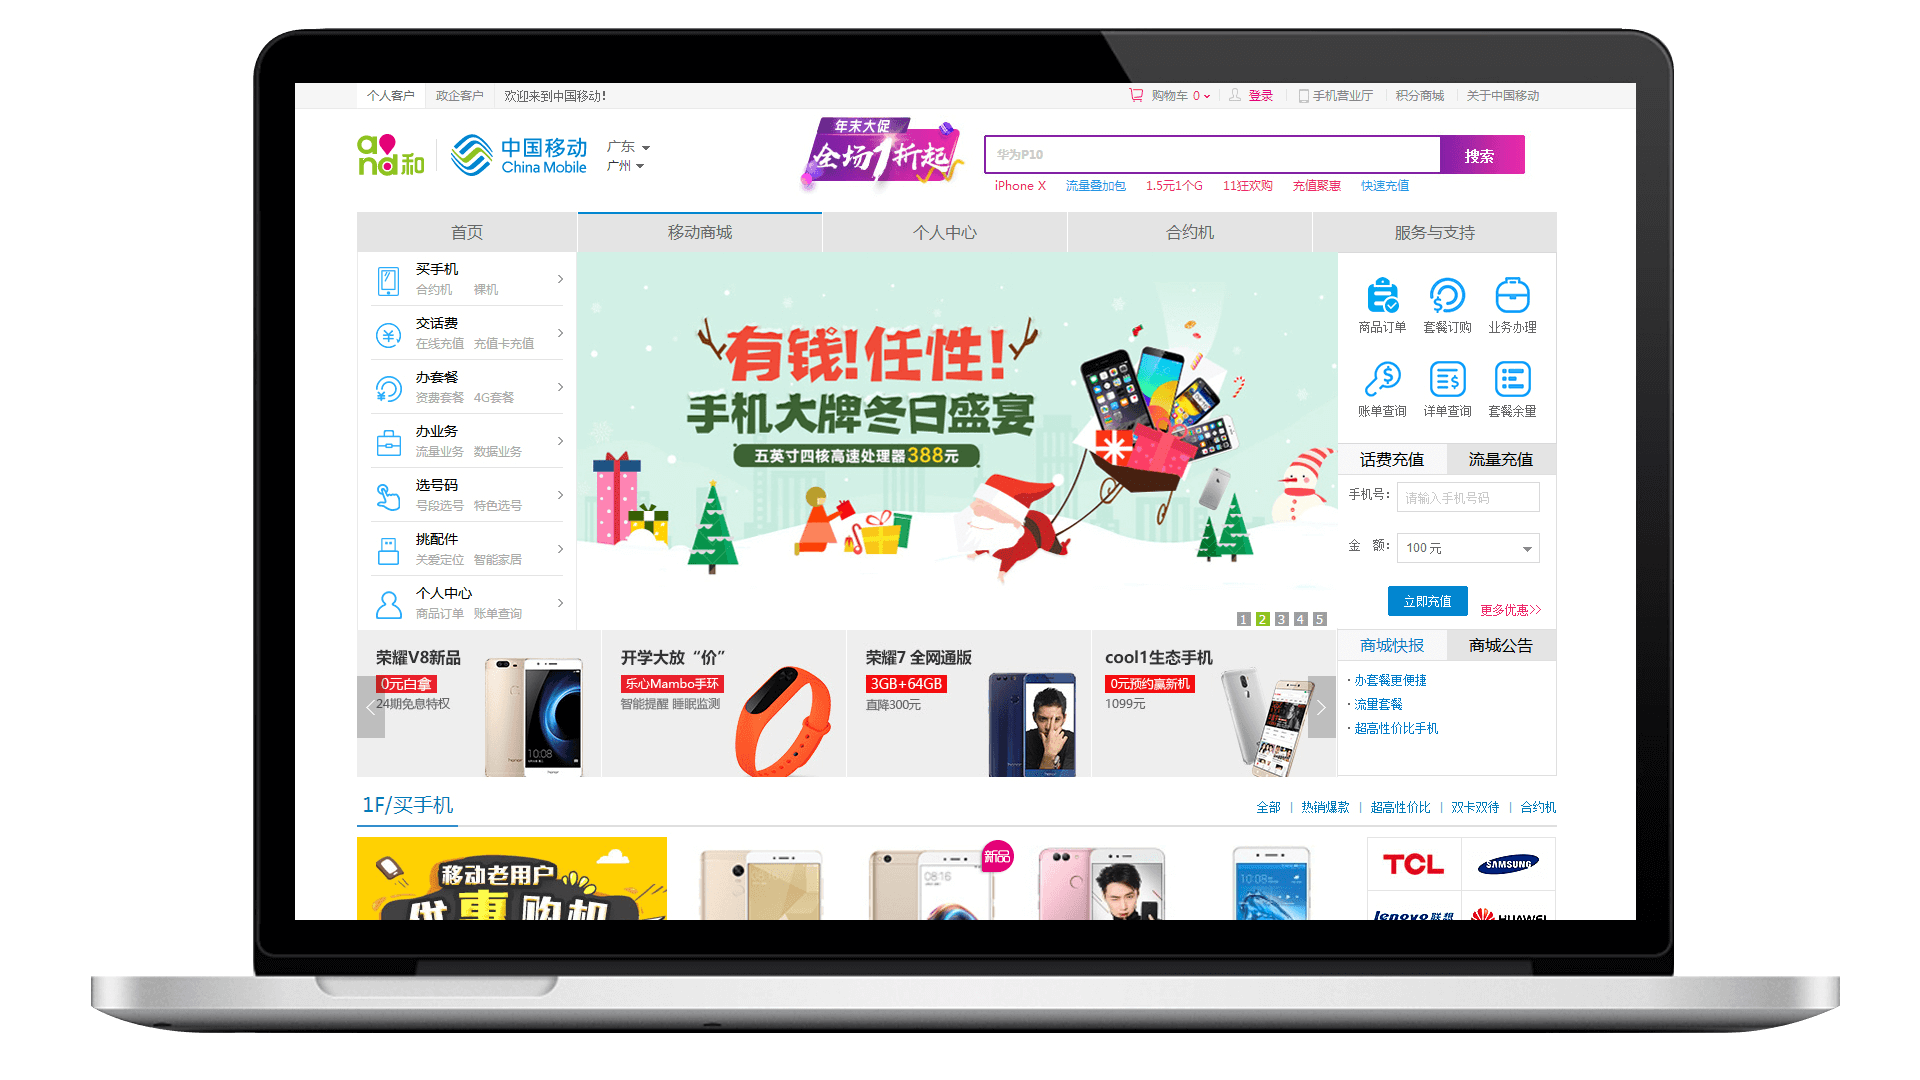 个人客户 政企客户 欢迎来到中国移动！
购物车 0 登录 手机营业厅 积分商城 关于中国移动
and和
中国移动
China Mobile
广东
广州
年末大促
全场1折起
华为P10
搜索
iPhone X 流量叠加包 1.5元1个G 11狂欢购 充值聚惠 快速充值
首页 移动商城 个人中心 合约机 服务与支持
买手机
合约机 裸机
交话费
在线充值 充值卡充值
办套餐
资费套餐 4G套餐
办业务
流量业务 数据业务
选号码
号段选号 特色选号
挑配件
关爱定位 智能家居
个人中心
商品订单 账单查询
有钱!任性!
手机大牌冬日盛宴
五英寸四核高速处理器388元
1 2 3 4 5
商品订单 套餐订购 业务办理
账单查询 详单查询 套餐余量
话费充值 流量充值
手机号： 请输入手机号码
金 额： 100 元
立即充值 更多优惠>>
商城快报 商城公告
· 办套餐更便捷
· 流里套餐
· 超高性价比手机
荣耀V8新品
0元白拿
24期免息特权
10:08
honor
开学大放“价”
乐心Mambo手环
智能提醒 睡眠监测
荣耀7 全网通版
3GB+64GB
直降300元
honor
cool1生态手机
0元预约赢新机
1099元
1F/买手机
全部 | 热销爆款 | 超高性价比 | 双卡双待 | 合约机
移动老用户
优惠购机
08:16
新品
10:08
TCL
SAMSUNG
lenovo联想
HUAWEI